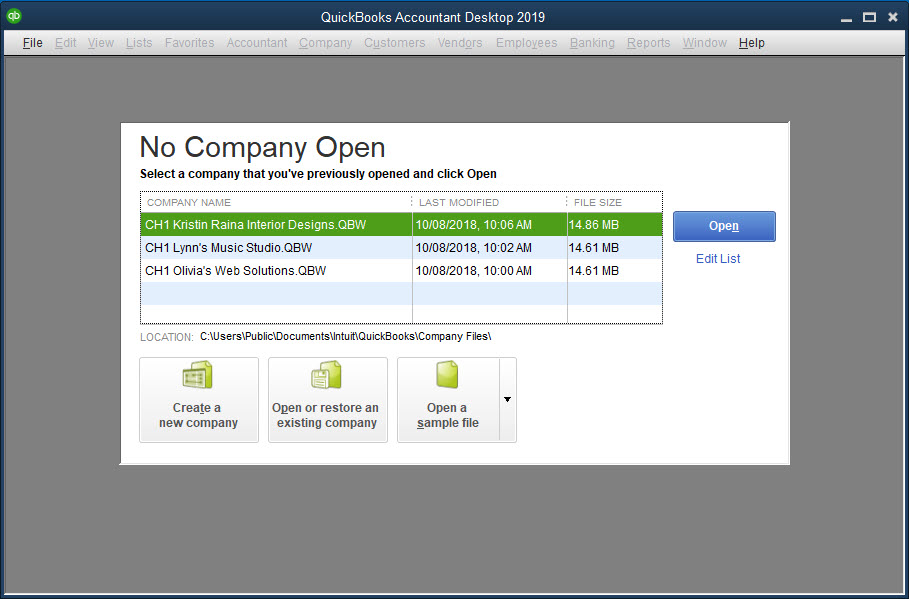 qb QuickBooks Accountant Desktop 2019
File Edit View Lists Favorites Accountant Company Customers Vendors Employees Banking Reports Window Help
No Company Open
Select a company that you've previously opened and click Open
COMPANY NAME LAST MODIFIED FILE SIZE
CH1 Kristin Raina Interior Designs.QBW 10/08/2018, 10:06 AM 14.86 MB
Open
CH1 Lynn's Music Studio.QBW 10/08/2018, 10:02 AM 14.61 MB
Edit List
CH1 Olivia's Web Solutions.QBW 10/08/2018, 10:00 AM 14.61 MB
LOCATION: C:\Users\Public\Documents\Intuit\QuickBooks\Company Files\
Create a
new company
Open or restore an
existing company
Open a
sample file